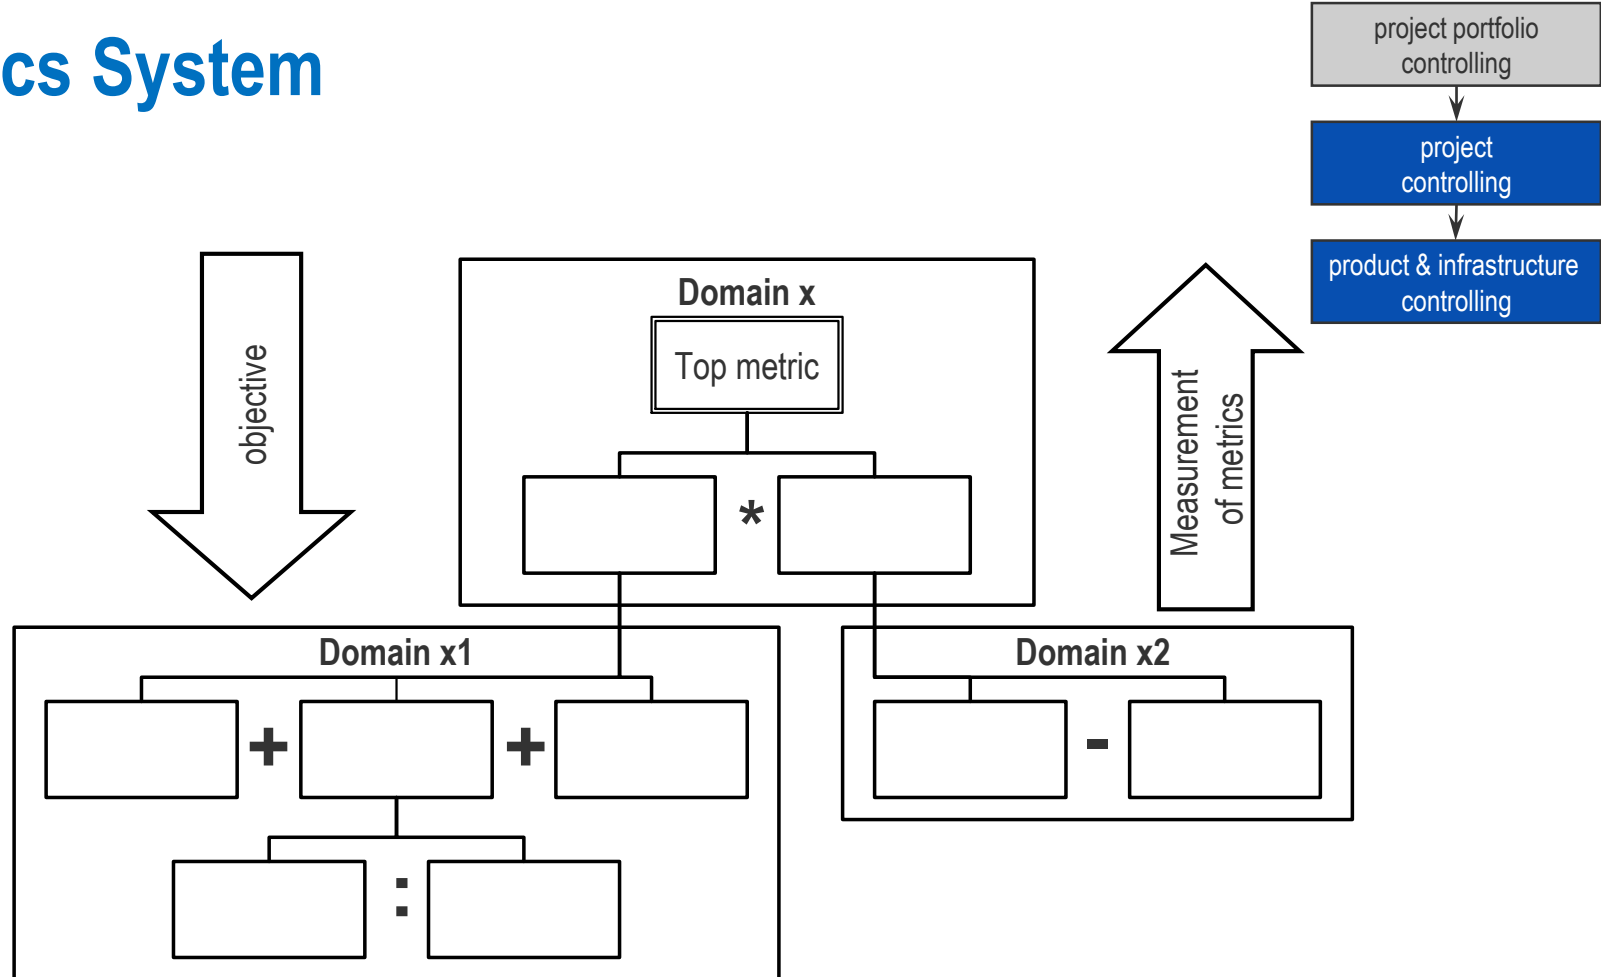 cs System
project portfolio
controlling
project
controlling
product & infrastructure
controlling
objective
Domain x
Top metric
*
Measurement
of metrics
Domain x1
+
+
:
Domain x2
-